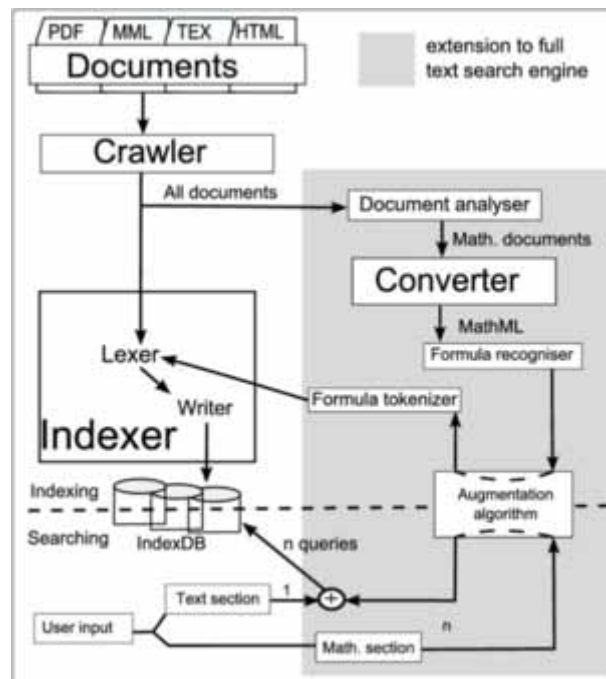 PDF MML TEX HTML
Documents
extension to full
text search engine
Crawler
All documents
Document analyser
Math. documents
Converter
MathML
Formula recogniser
Lexer
Formula tokenizer
Writer
Indexer
Augmentation
algorithm
Indexing
Searching
IndexDB
n queries
Text section
1
+
User input
n
Math. section